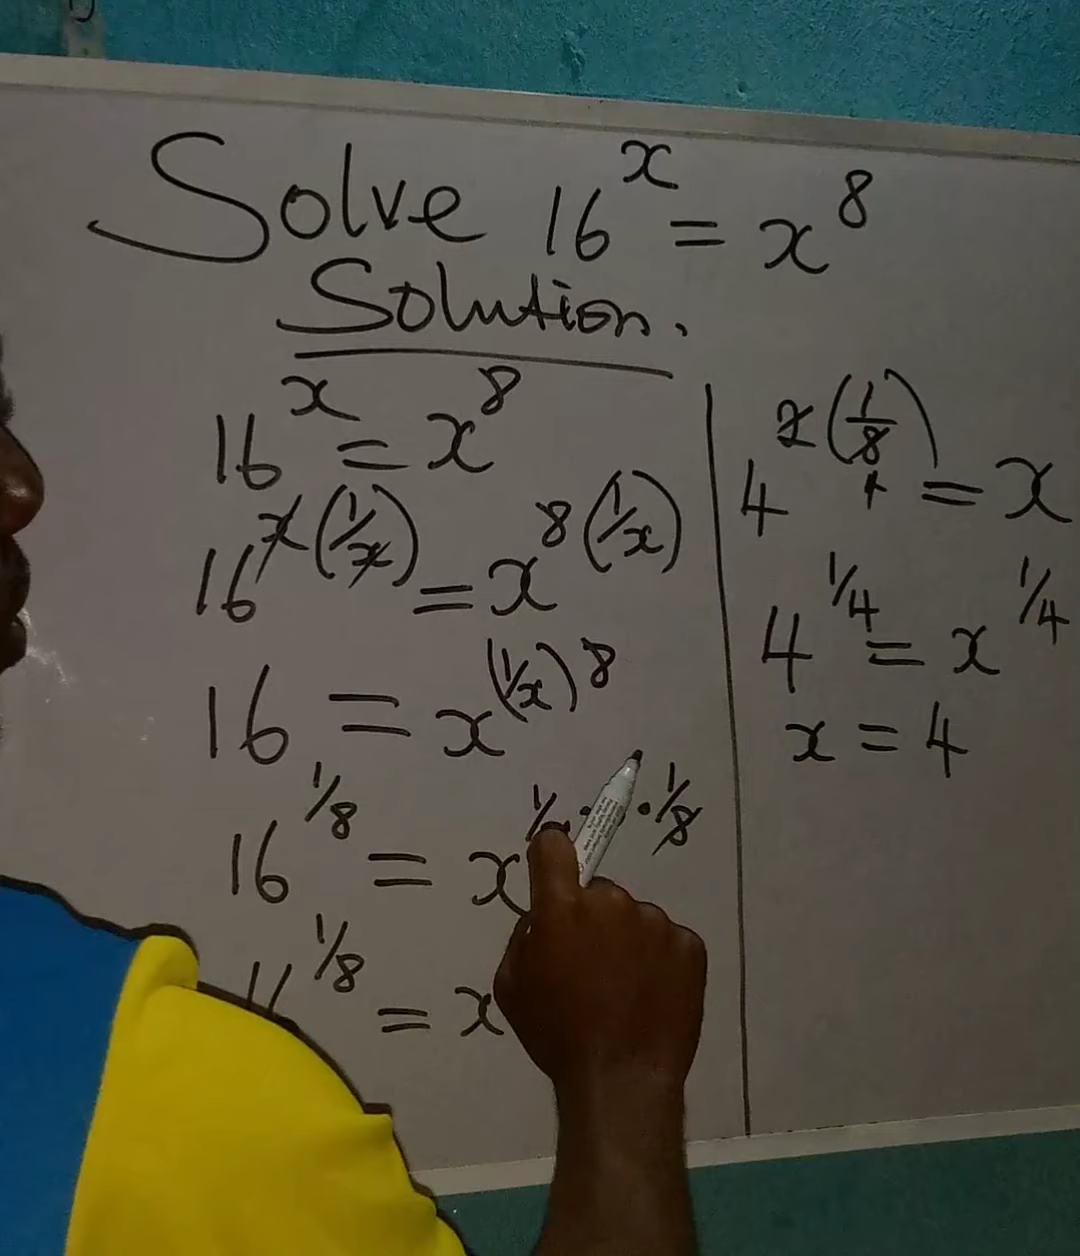 Solve 16^x = x^8
Solution.
16^x = x^8
16^x(1/x) = x^8(1/x)
16 = x^(1/x)8
16^1/8 = x^1/ · · 1/8
^1/8 = x
4^2(1/8) = x
4^1/4 = x^1/4
x = 4